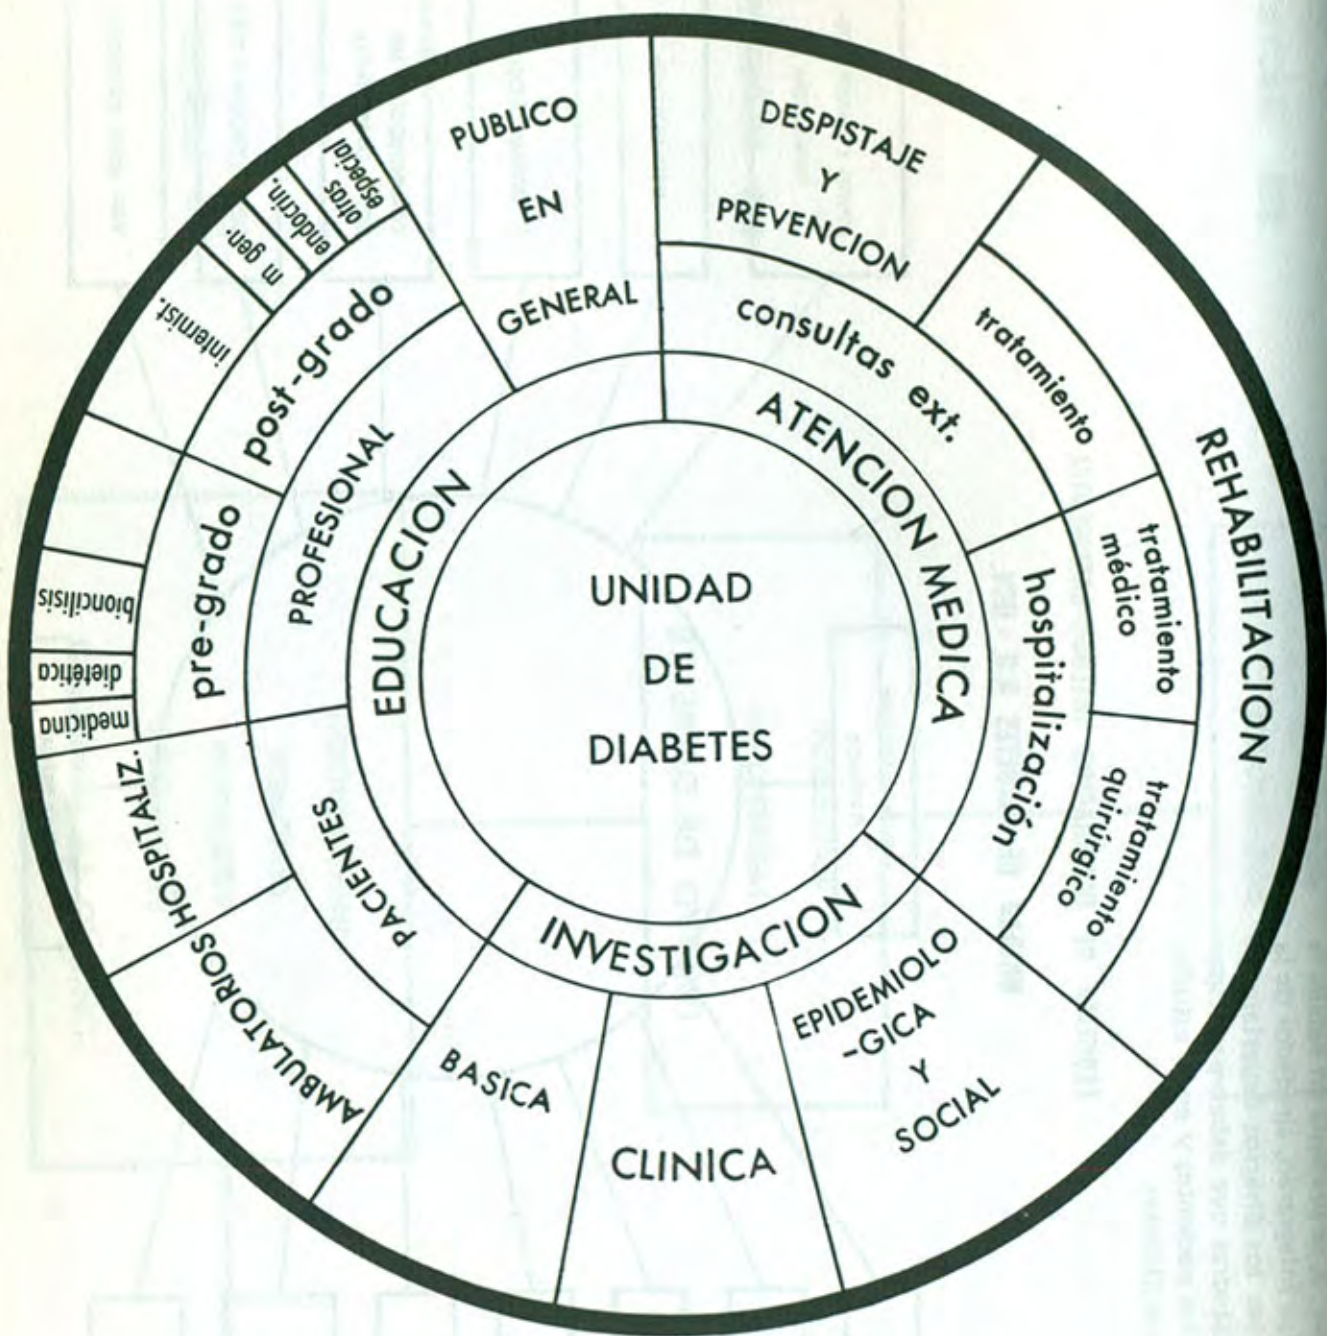 UNIDAD
DE
DIABETES
ATENCION MEDICA
DESPISTAJE
Y
PREVENCION
consultas ext.
tratamiento
hospitalización
tratamiento
médico
tratamiento
quirúrgico
REHABILITACION
INVESTIGACION
EPIDEMIOLO
-GICA
Y
SOCIAL
CLINICA
BASICA
EDUCACION
PACIENTES
AMBULATORIOS
HOSPITALIZ.
PROFESIONAL
pre-grado
medicina
dietética
bioncilisis
post-grado
internist.
m gen.
endocrin.
otras
especial
PUBLICO
EN
GENERAL